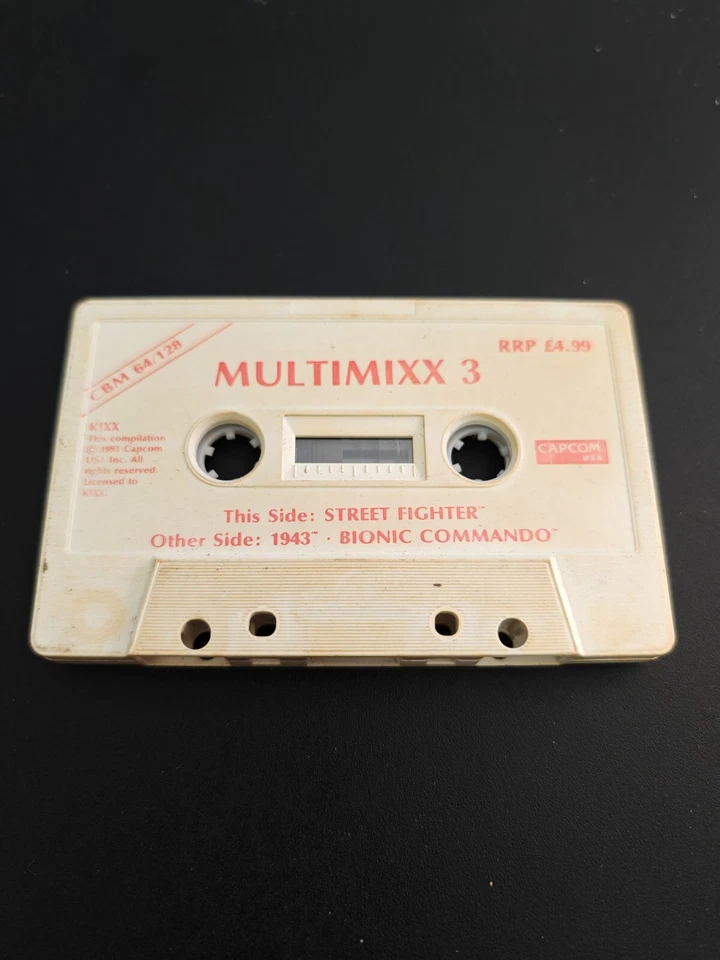 CBM 64/128
MULTIMIXX 3
RRP £4.99
KIXX
This compilation
© 1991 Capcom
USA Inc. All
rights reserved.
Licensed to
KIXX.
CAPCOM
USA
This Side: STREET FIGHTER™
Other Side: 1943™ · BIONIC COMMANDO™